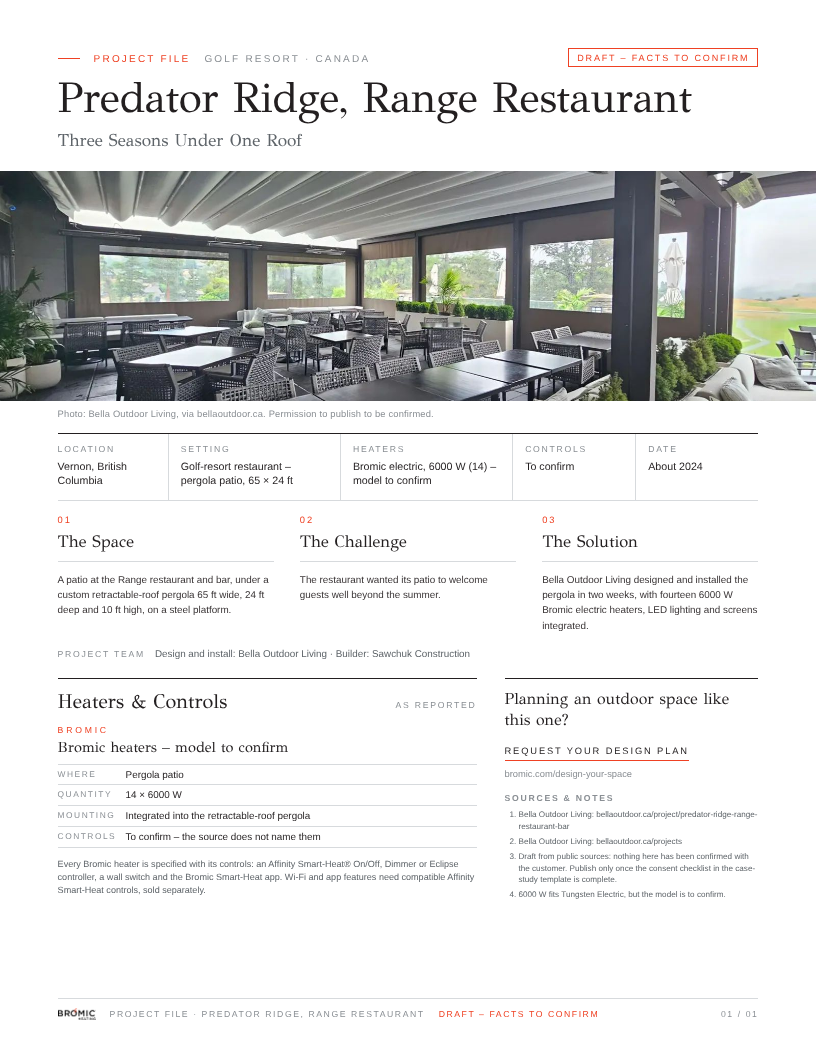 PROJECT FILE GOLF RESORT · CANADA
DRAFT – FACTS TO CONFIRM
Predator Ridge, Range Restaurant
Three Seasons Under One Roof
Photo: Bella Outdoor Living, via bellaoutdoor.ca. Permission to publish to be confirmed.
LOCATION
Vernon, British
Columbia
SETTING
Golf-resort restaurant –
pergola patio, 65 × 24 ft
HEATERS
Bromic electric, 6000 W (14) –
model to confirm
CONTROLS
To confirm
DATE
About 2024
01
The Space
A patio at the Range restaurant and bar, under a
custom retractable-roof pergola 65 ft wide, 24 ft
deep and 10 ft high, on a steel platform.
02
The Challenge
The restaurant wanted its patio to welcome
guests well beyond the summer.
03
The Solution
Bella Outdoor Living designed and installed the
pergola in two weeks, with fourteen 6000 W
Bromic electric heaters, LED lighting and screens
integrated.
PROJECT TEAM Design and install: Bella Outdoor Living · Builder: Sawchuk Construction
Heaters & Controls
AS REPORTED
BROMIC
Bromic heaters – model to confirm
WHERE Pergola patio
QUANTITY 14 × 6000 W
MOUNTING Integrated into the retractable-roof pergola
CONTROLS To confirm – the source does not name them
Every Bromic heater is specified with its controls: an Affinity Smart-Heat® On/Off, Dimmer or Eclipse
controller, a wall switch and the Bromic Smart-Heat app. Wi-Fi and app features need compatible Affinity
Smart-Heat controls, sold separately.
Planning an outdoor space like
this one?
REQUEST YOUR DESIGN PLAN
bromic.com/design-your-space
SOURCES & NOTES
1. Bella Outdoor Living: bellaoutdoor.ca/project/predator-ridge-range-
restaurant-bar
2. Bella Outdoor Living: bellaoutdoor.ca/projects
3. Draft from public sources: nothing here has been confirmed with
the customer. Publish only once the consent checklist in the case-
study template is complete.
4. 6000 W fits Tungsten Electric, but the model is to confirm.
BROMIC HEATING PROJECT FILE · PREDATOR RIDGE, RANGE RESTAURANT DRAFT – FACTS TO CONFIRM 01 / 01